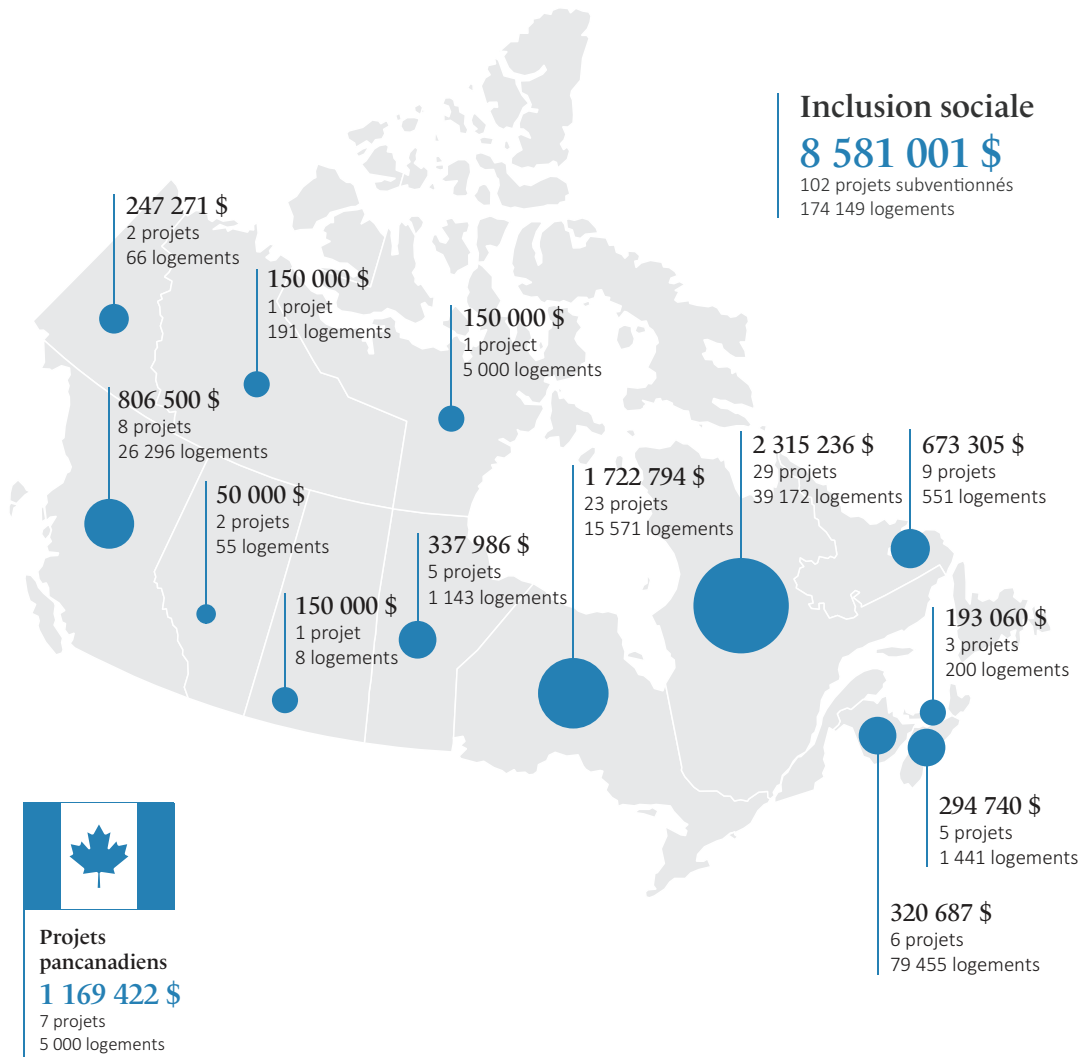 Inclusion sociale
8 581 001 $
102 projets subventionnés
174 149 logements
247 271 $
2 projets
66 logements
150 000 $
1 projet
191 logements
150 000 $
1 project
5 000 logements
806 500 $
8 projets
26 296 logements
50 000 $
2 projets
55 logements
150 000 $
1 projet
8 logements
337 986 $
5 projets
1 143 logements
1 722 794 $
23 projets
15 571 logements
2 315 236 $
29 projets
39 172 logements
673 305 $
9 projets
551 logements
193 060 $
3 projets
200 logements
294 740 $
5 projets
1 441 logements
320 687 $
6 projets
79 455 logements
Projets
pancanadiens
1 169 422 $
7 projets
5 000 logements